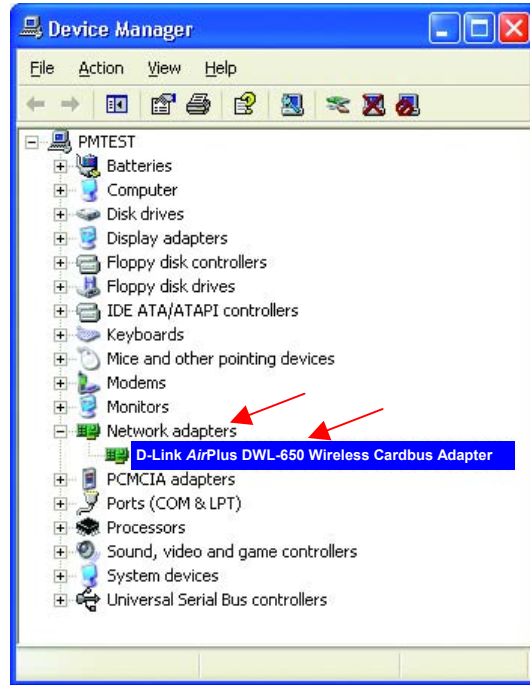 Device Manager
File Action View Help
PMTEST
Batteries
Computer
Disk drives
Display adapters
Floppy disk controllers
Floppy disk drives
IDE ATA/ATAPI controllers
Keyboards
Mice and other pointing devices
Modems
Monitors
Network adapters
D-Link AirPlus DWL-650 Wireless Cardbus Adapter
PCMCIA adapters
Ports (COM & LPT)
Processors
Sound, video and game controllers
System devices
Universal Serial Bus controllers